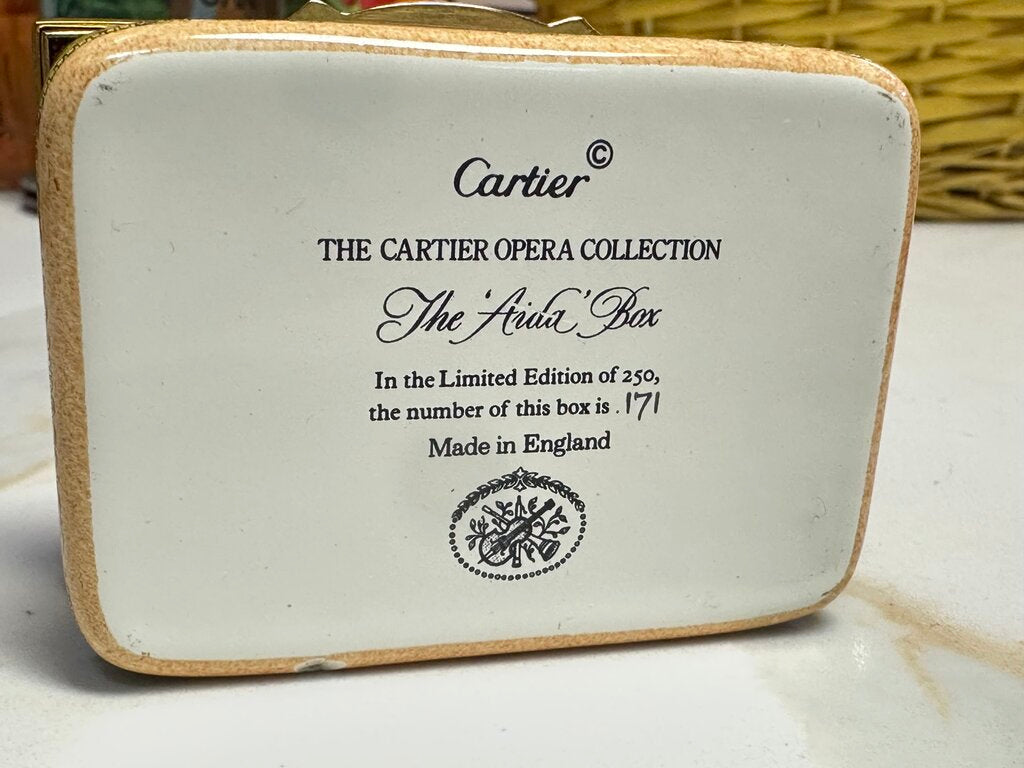 Cartier©
THE CARTIER OPERA COLLECTION
The 'Aida' Box
In the Limited Edition of 250,
the number of this box is .171
Made in England